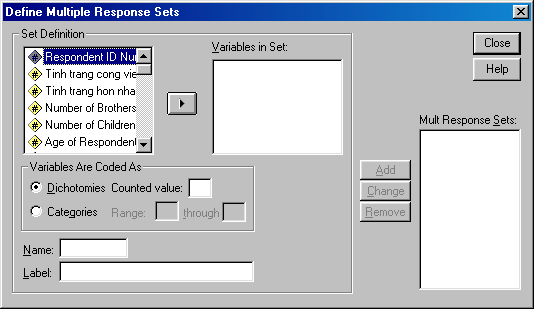 Define Multiple Response Sets
Set Definition
Respondent ID Nur
Tinh trang cong vie
Tinh trang hon nha
Number of Brothers
Number of Children
Age of Respondent
Variables in Set:
Close
Help
Mult Response Sets:
Variables Are Coded As
Dichotomies Counted value:
Categories Range: through
Add
Change
Remove
Name:
Label: